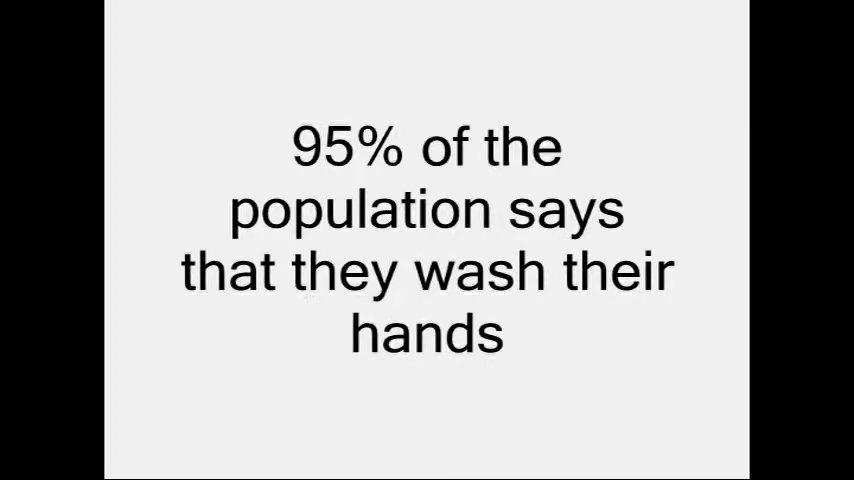 95% of the
population says
that they wash their
hands